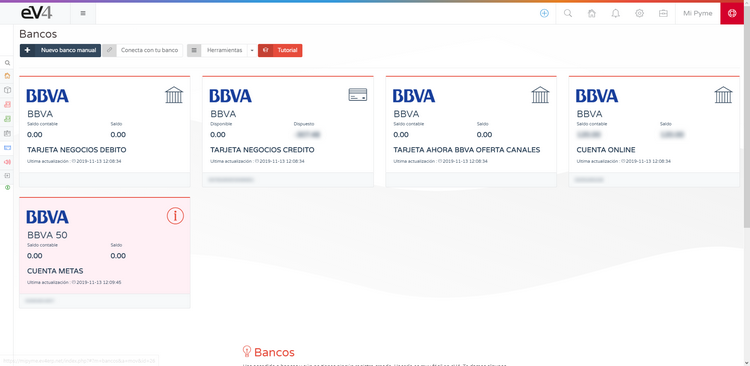 eV4
Mi Pyme
Bancos
Nuevo banco manual
Conecta con tu banco
Herramientas
Tutorial
BBVA
BBVA
Saldo contable Saldo
0.00 0.00
TARJETA NEGOCIOS DEBITO
Ultima actualización : 2019-11-13 12:08:34
BBVA
BBVA
Disponible Dispuesto
0.00
TARJETA NEGOCIOS CREDITO
Ultima actualización : 2019-11-13 12:08:34
BBVA
BBVA
Saldo contable Saldo
0.00 0.00
TARJETA AHORA BBVA OFERTA CANALES
Ultima actualización : 2019-11-13 12:08:34
BBVA
BBVA
Saldo contable Saldo
CUENTA ONLINE
Ultima actualización : 2019-11-13 12:08:34
BBVA
BBVA 50
Saldo contable Saldo
0.00 0.00
CUENTA METAS
Ultima actualización : 2019-11-13 12:09:45
Bancos